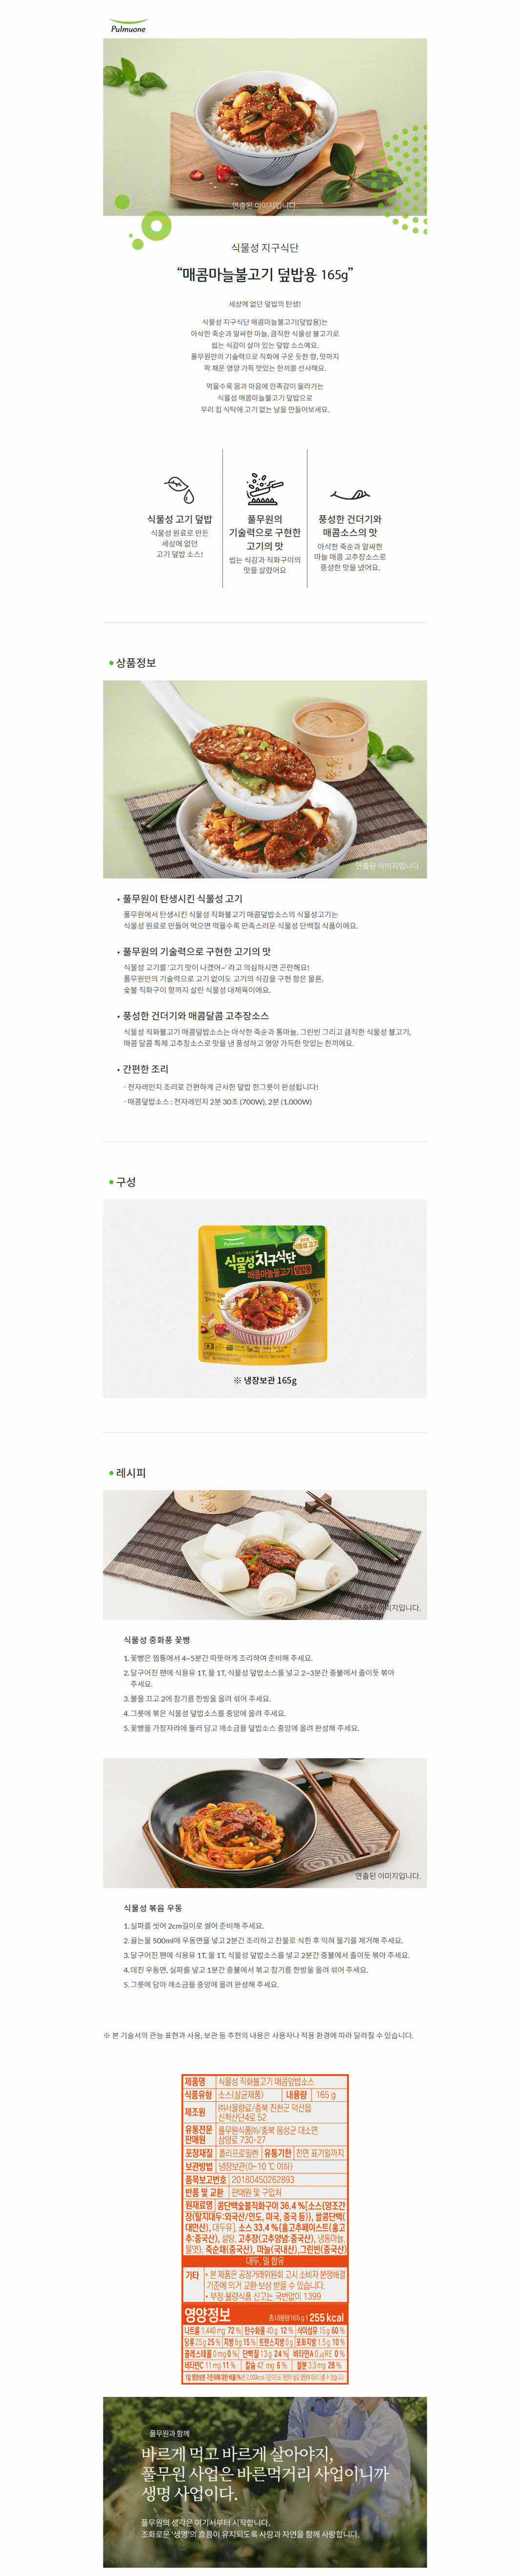 Pulmuone
연출된 이미지입니다.
식물성 지구식단
“매콤마늘불고기 덮밥용 165g”
세상에 없던 덮밥의 탄생!
식물성 지구식단 매콤마늘불고기(덮밥용)는
아삭한 죽순과 알싸한 마늘, 큼직한 식물성 불고기로
씹는 식감이 살아 있는 덮밥 소스예요.
풀무원만의 기술력으로 직화에 구운 듯한 향, 맛까지
꽉 채운 영양 가득 맛있는 한끼를 선사해요.
먹을수록 몸과 마음에 만족감이 올라가는
식물성 매콤마늘불고기 덮밥으로
우리 집 식탁에 고기 없는 날을 만들어보세요.
식물성 고기 덮밥
식물성 원료로 만든
세상에 없던
고기 덮밥 소스!
풀무원의
기술력으로 구현한
고기의 맛
씹는 식감과 직화구이의
맛을 살렸어요
풍성한 건더기와
매콤소스의 맛
아삭한 죽순과 알싸한
마늘 매콤 고추장소스로
풍성한 맛을 냈어요.
상품정보
연출된 이미지입니다.
• 풀무원이 탄생시킨 식물성 고기
풀무원에서 탄생시킨 식물성 직화불고기 매콤덮밥소스의 식물성고기는
식물성 원료로 만들어 먹으면 먹을수록 만족스러운 식물성 단백질 식품이에요.
• 풀무원의 기술력으로 구현한 고기의 맛
식물성 고기를 ‘고기 맛이 나겠어~’ 라고 의심하시면 곤란해요!
풀무원만의 기술력으로 고기 없이도 고기의 식감을 구현 함은 물론,
숯불 직화구이 향까지 살린 식물성 대체육이에요.
• 풍성한 건더기와 매콤달콤 고추장소스
식물성 직화불고기 매콤덮밥소스는 아삭한 죽순과 통마늘, 그린빈 그리고 큼직한 식물성 불고기,
매콤 달콤 특제 고추장소스로 맛을 낸 풍성하고 영양 가득한 맛있는 한끼에요.
• 간편한 조리
- 전자레인지 조리로 간편하게 근사한 덮밥 한그릇이 완성됩니다!
- 매콤덮밥소스 : 전자레인지 2분 30초 (700W), 2분 (1,000W)
구성
Pulmuone
식물성 지구식단
매콤마늘불고기 덮밥용
※ 냉장보관 165g
레시피
연출된 이미지입니다.
식물성 중화풍 꽃빵
1. 꽃빵은 찜통에서 4~5분간 따뜻하게 조리하여 준비해 주세요.
2. 달구어진 팬에 식용유 1T, 물 1T, 식물성 덮밥소스를 넣고 2~3분간 중불에서 졸이듯 볶아
주세요.
3. 불을 끄고 2에 참기름 한방울 올려 섞어 주세요.
4. 그릇에 볶은 식물성 덮밥소스를 중앙에 올려 주세요.
5. 꽃빵을 가장자리에 둘러 담고 깨소금을 덮밥소스 중앙에 올려 완성해 주세요.
연출된 이미지입니다.
식물성 볶음 우동
1. 실파를 씻어 2cm길이로 썰어 준비해 주세요.
2. 끓는물 500ml에 우동면을 넣고 2분간 조리하고 찬물로 식힌 후 익혀 물기를 제거해 주세요.
3. 달구어진 팬에 식용유 1T, 물 1T, 식물성 덮밥소스를 넣고 2분간 중불에서 졸이듯 볶아 주세요.
4. 데친 우동면, 실파를 넣고 1분간 중불에서 볶고 참기름 한방울 올려 섞어 주세요.
5. 그릇에 담아 깨소금을 중앙에 올려 완성해 주세요.
※ 본 기술서의 관능 표현과 사용, 보관 등 추천의 내용은 사용자나 적용 환경에 따라 달라질 수 있습니다.
제품명 식물성 직화불고기 매콤덮밥소스
식품유형 소스(살균제품) 내용량 165 g
제조원 ㈜서울향료/충북 진천군 덕산읍
신척산단4로 52
유통전문 판매원 풀무원식품㈜/충북 음성군 대소면
삼양로 730-27
포장재질 폴리프로필렌 유통기한 전면 표기일까지
보관방법 냉장보관(0~10 ℃ 이하)
품목보고번호 20180450262893
반품 및 교환 판매원 및 구입처
원재료명 콩단백숯불직화구이 36.4 %[소스{양조간
장(탈지대두:외국산/인도, 미국, 중국 등)}, 쌀콩단백(
대만산), 대두유], 소스 33.4 %{홍고추페이스트(홍고
추:중국산), 설탕, 고추장(고추양념:중국산), 냉동마늘,
물엿}, 죽순채(중국산), 마늘(국내산),그린빈(중국산)
대두, 밀 함유
기타 • 본 제품은 공정거래위원회 고시 소비자 분쟁해결
기준에 의거 교환·보상 받을 수 있습니다.
• 부정·불량식품 신고는 국번없이 1399
영양정보 총 내용량 165 g | 255 kcal
나트륨 1,440 mg 72 % 탄수화물 40 g 12 % 식이섬유 15 g 60 %
당류 25 g 25 % 지방 8 g 15 % 트랜스지방 0 g 포화지방 1.5 g 10 %
콜레스테롤 0 mg 0 % 단백질 13 g 24 % 비타민A 0 ㎍RE 0 %
비타민C 11 mg 11 % 칼슘 42 mg 6 % 철분 3.3 mg 28 %
1일 영양성분 기준치에 대한 비율(%)은 2,000kcal 기준이므로 개인의 필요 열량에 따라 다를 수 있습니다
풀무원과 함께
바르게 먹고 바르게 살아야지,
풀무원 사업은 바른먹거리 사업이니까
생명 사업이다.
풀무원의 생각은 여기서부터 시작합니다.
조화로운 ‘생명’의 흐름이 유지되도록 사람과 자연을 함께 사랑합니다.